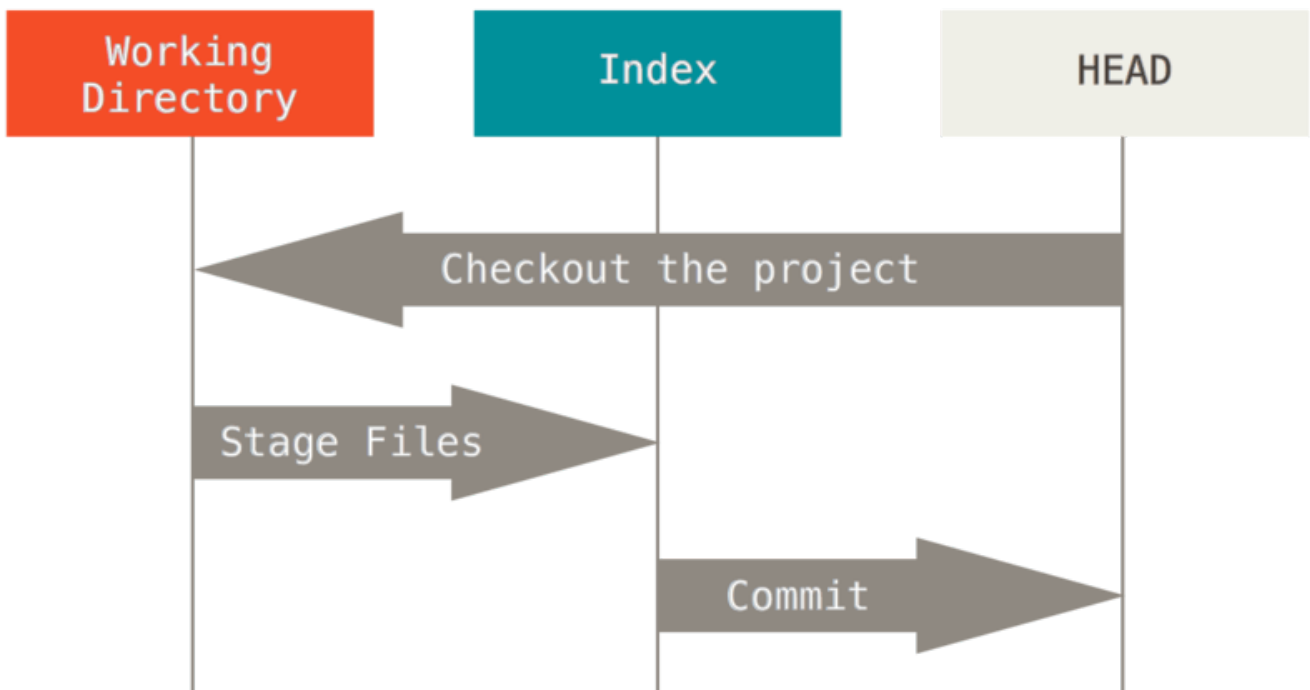 Working
Directory
Index
HEAD
Checkout the project
Stage Files
Commit